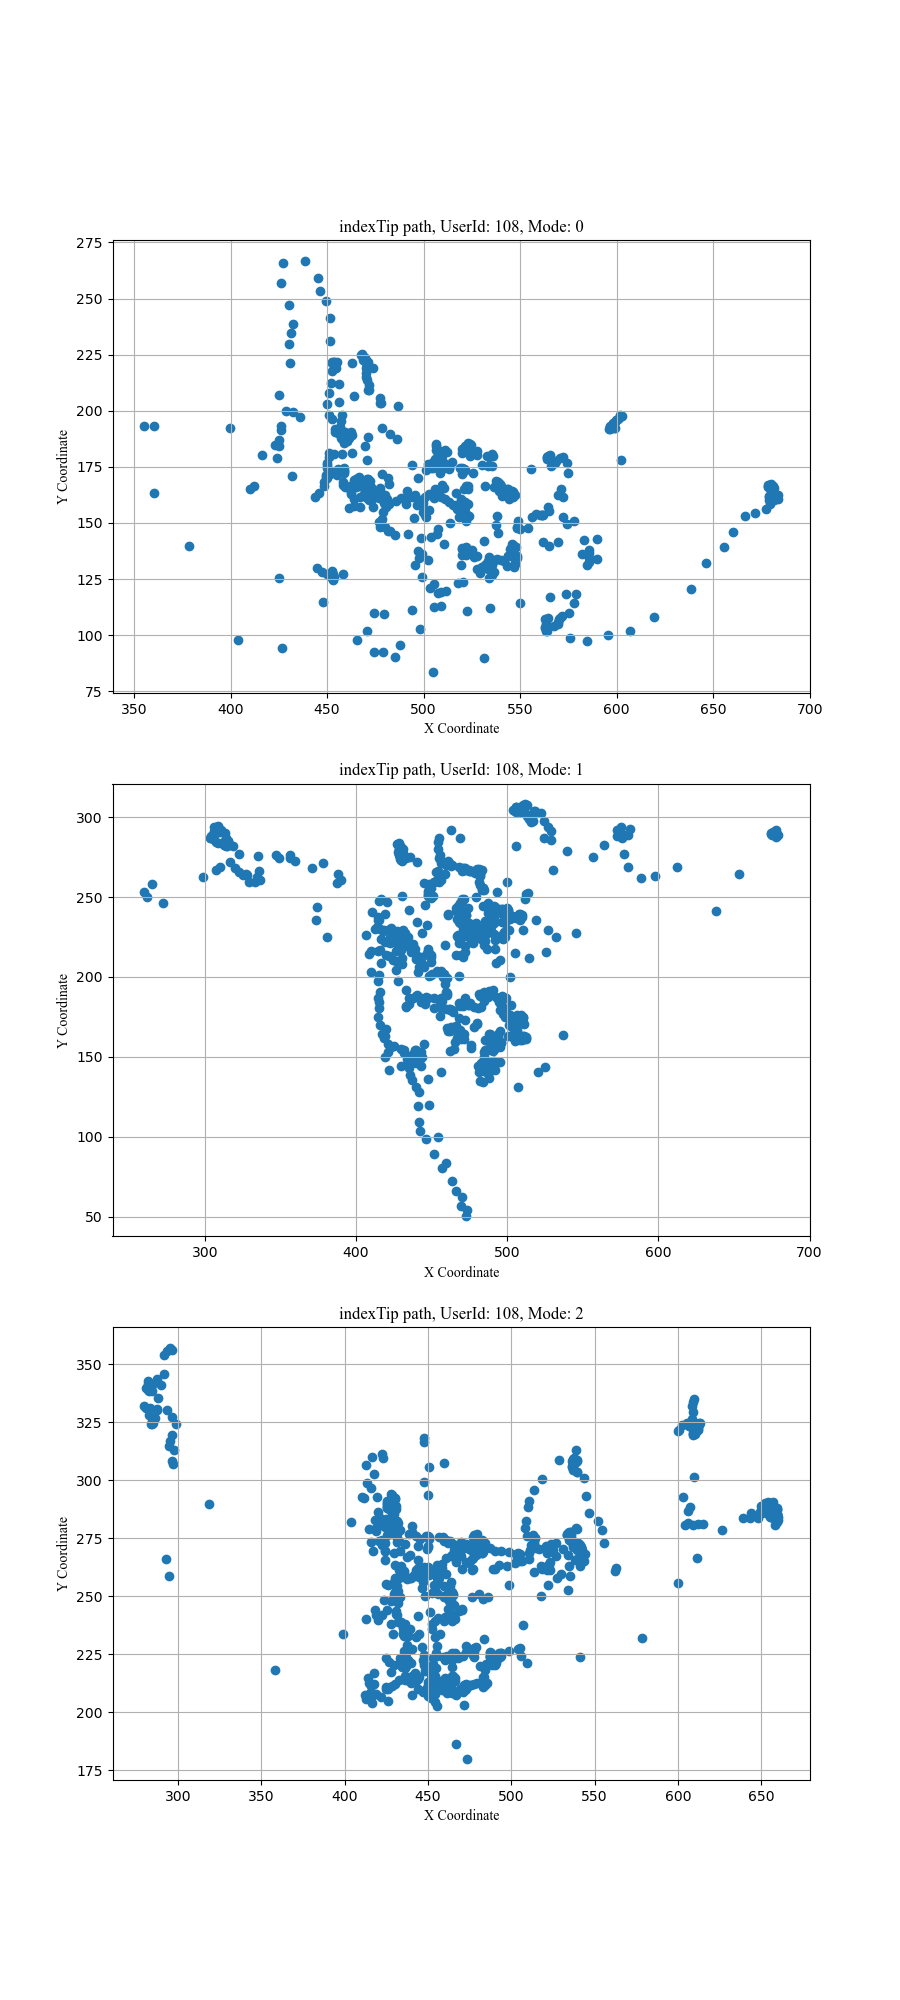 indexTip path, UserId: 108, Mode: 0
275
250
225
200
175
150
125
100
75
Y Coordinate
350 400 450 500 550 600 650 700
X Coordinate
indexTip path, UserId: 108, Mode: 1
300
250
200
150
100
50
Y Coordinate
300 400 500 600 700
X Coordinate
indexTip path, UserId: 108, Mode: 2
350
325
300
275
250
225
200
175
Y Coordinate
300 350 400 450 500 550 600 650
X Coordinate